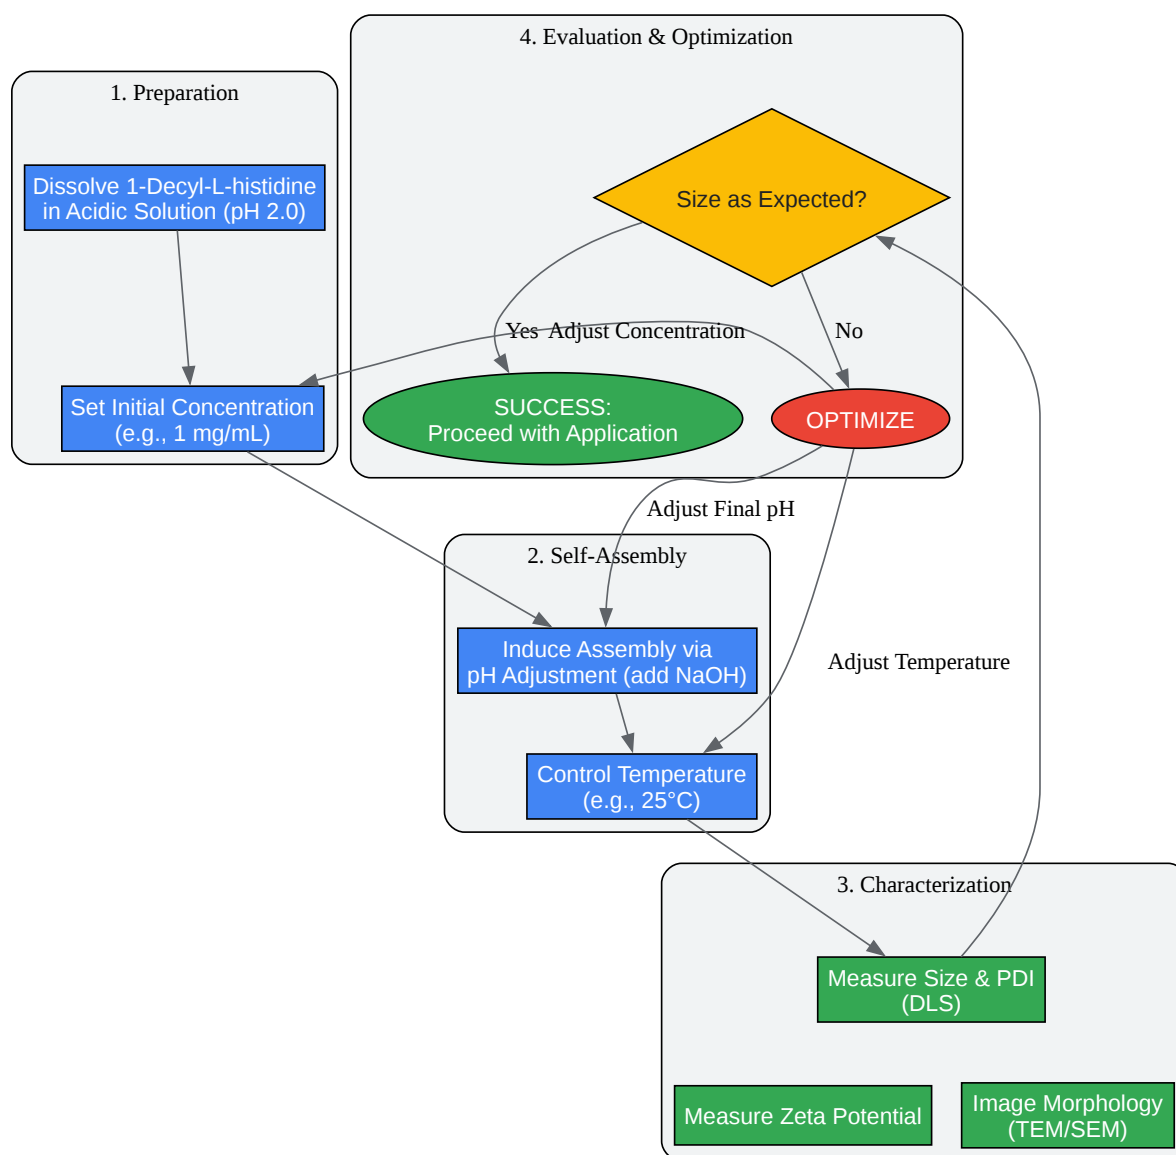 4. Evaluation & Optimization
1. Preparation
Dissolve 1-Decyl-L-histidine
in Acidic Solution (pH 2.0)
Size as Expected?
Yes
Adjust Concentration
No
Set Initial Concentration
(e.g., 1 mg/mL)
SUCCESS:
Proceed with Application
OPTIMIZE
Adjust Final pH
2. Self-Assembly
Induce Assembly via
pH Adjustment (add NaOH)
Adjust Temperature
Control Temperature
(e.g., 25°C)
3. Characterization
Measure Size & PDI
(DLS)
Measure Zeta Potential
Image Morphology
(TEM/SEM)